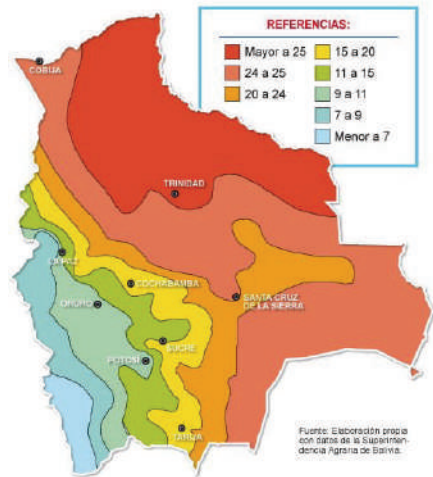 REFERENCIAS:
Mayor a 25
24 a 25
20 a 24
15 a 20
11 a 15
9 a 11
7 a 9
Menor a 7
COBIJA
TRINIDAD
LA PAZ
COCHABAMBA
ORURO
SANTA CRUZ
DE LA SIERRA
SUCRE
POTOSÍ
TARIJA
Fuente: Elaboración propia
con datos de la Superinten-
dencia Agraria de Bolivia.